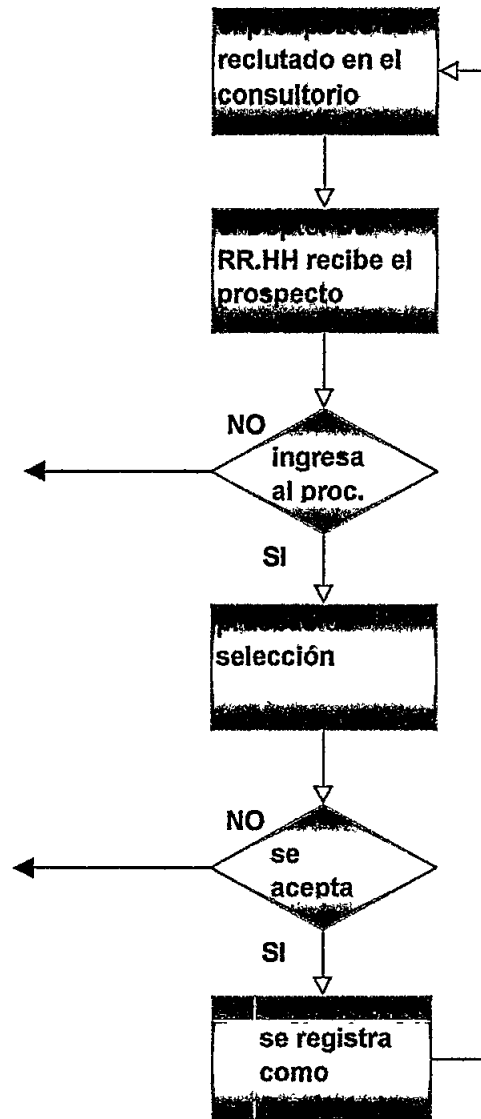 reclutado en el
consultorio
RR.HH recibe el
prospecto
NO
ingresa
al proc.
SI
selección
NO
se
acepta
SI
se registra
como